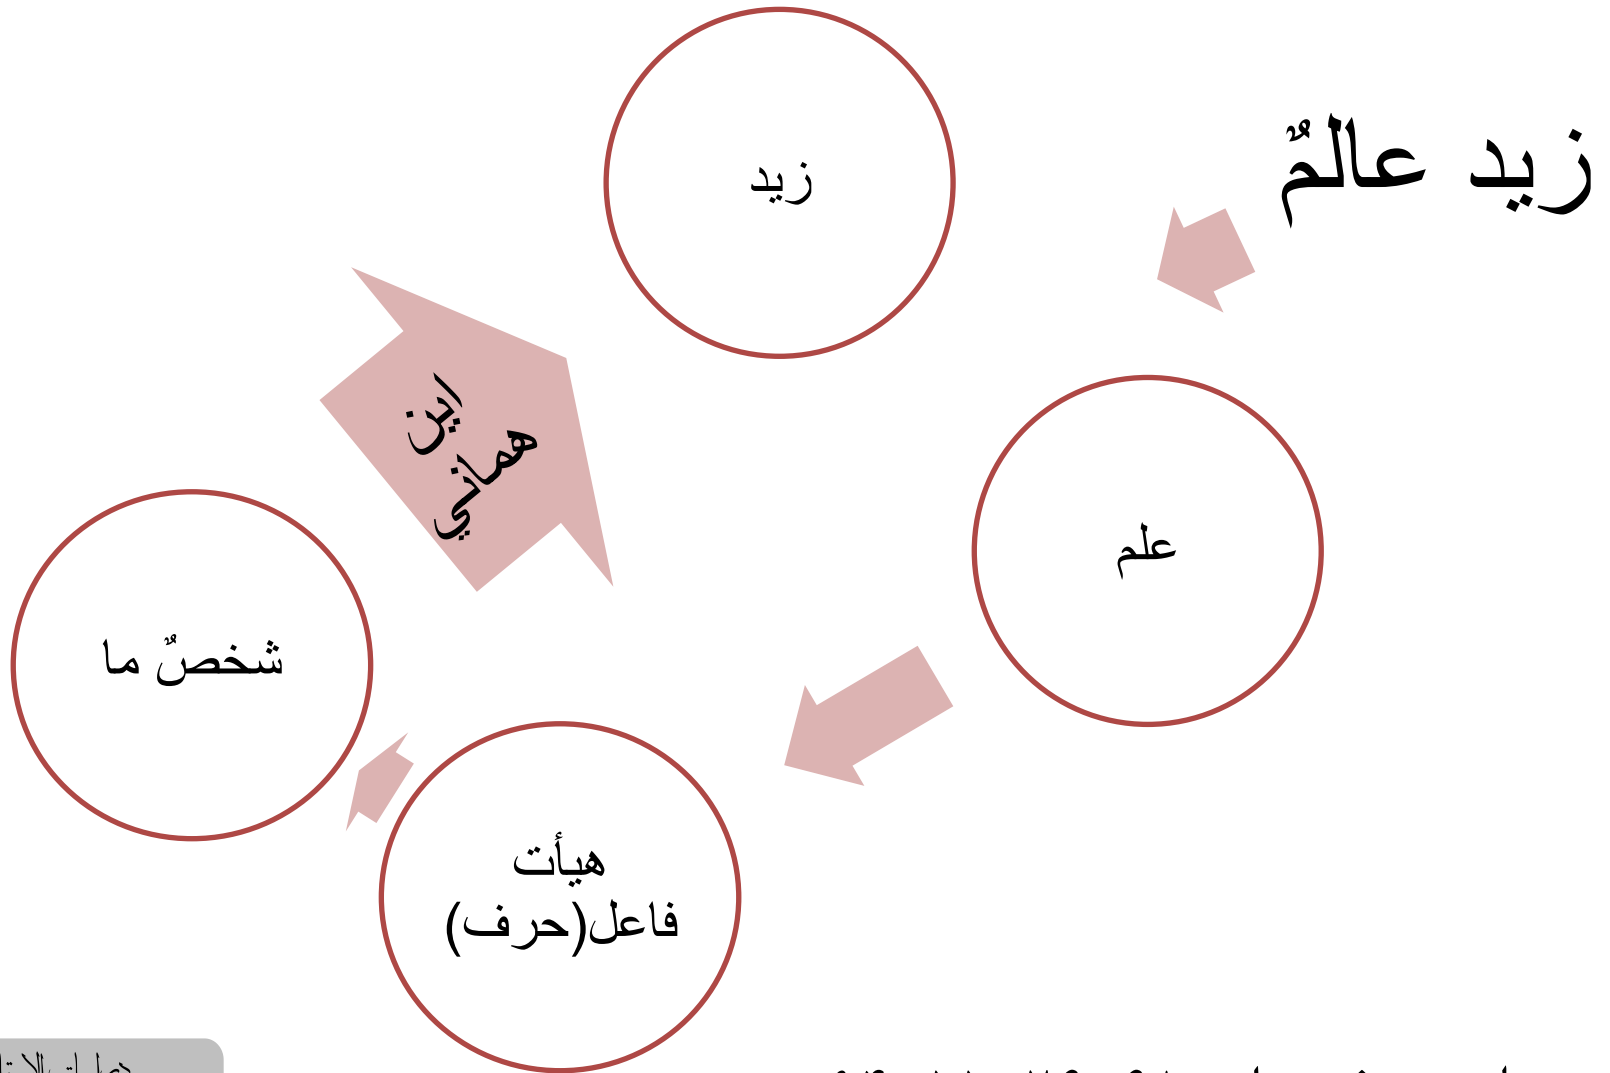 زيد عالمٌ
زيد
علم
هيأت
فاعل(حرف)
شخصٌ ما
اين
هماني